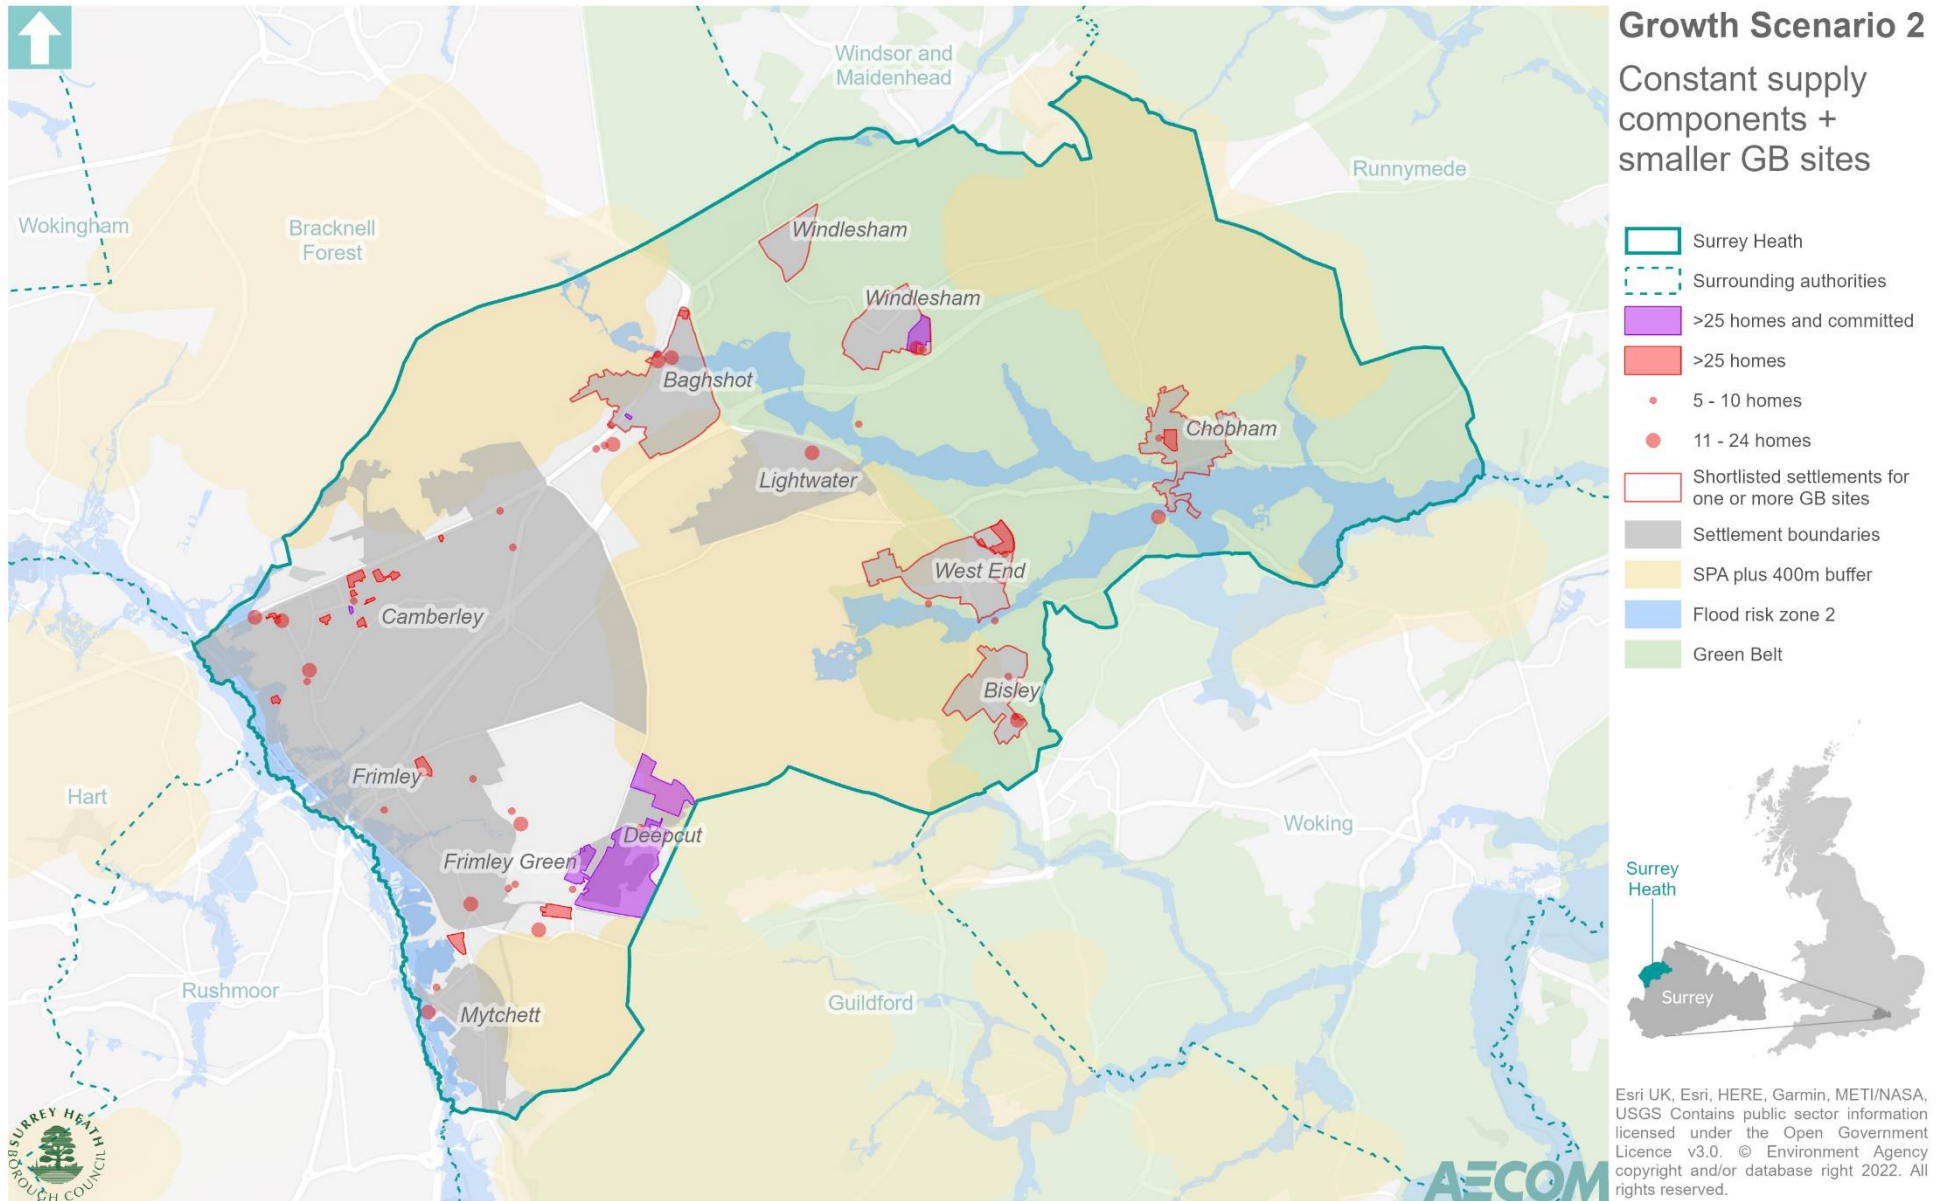 Growth Scenario 2
Constant supply
components +
smaller GB sites
Surrey Heath
Surrounding authorities
>25 homes and committed
>25 homes
5 - 10 homes
11 - 24 homes
Shortlisted settlements for
one or more GB sites
Settlement boundaries
SPA plus 400m buffer
Flood risk zone 2
Green Belt
Windsor and
Maidenhead
Runnymede
Wokingham
Bracknell
Forest
Windlesham
Windlesham
Baghshot
Chobham
Lightwater
West End
Camberley
Bisley
Frimley
Hart
Deepcut
Woking
Frimley Green
Rushmoor
Guildford
Mytchett
Surrey
Heath
Surrey
SURREY HEATH
BOROUGH COUNCIL
AECOM
Esri UK, Esri, HERE, Garmin, METI/NASA,
USGS Contains public sector information
licensed under the Open Government
Licence v3.0. © Environment Agency
copyright and/or database right 2022. All
rights reserved.